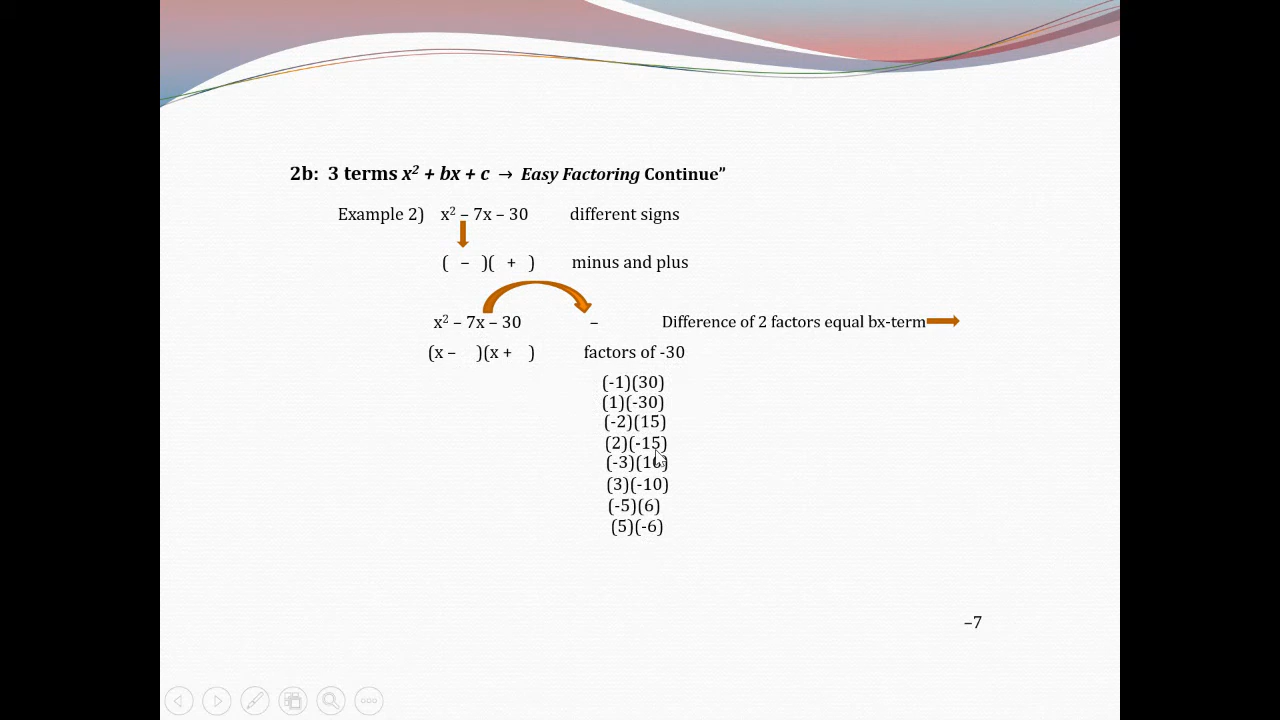 2b: 3 terms x² + bx + c → Easy Factoring Continue”
Example 2) x² – 7x – 30 different signs
( – )( + ) minus and plus
x² – 7x – 30 – Difference of 2 factors equal bx-term
(x – )(x + ) factors of -30
(-1)(30)
(1)(-30)
(-2)(15)
(2)(-15)
(-3)(10)
(3)(-10)
(-5)(6)
(5)(-6)
–7